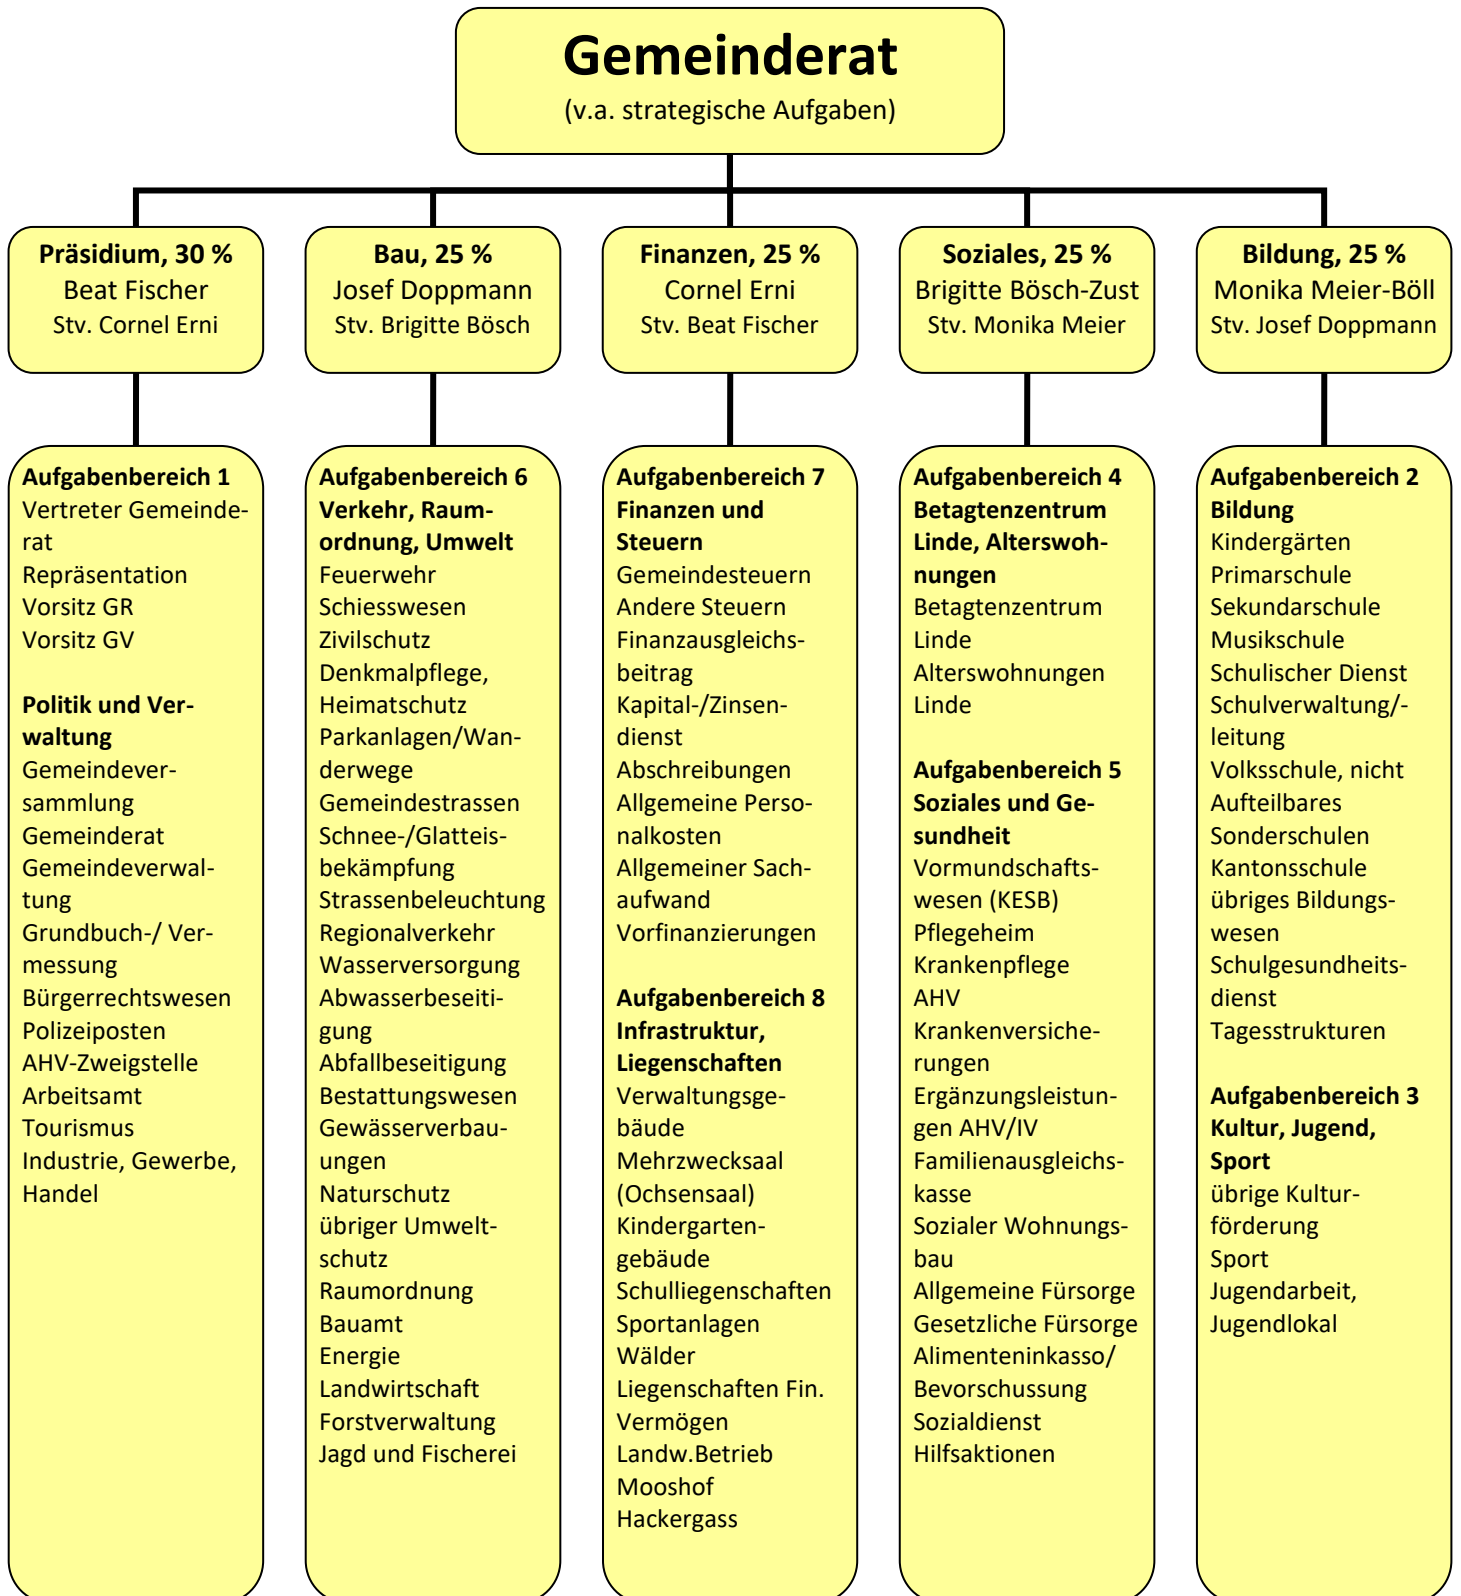 Gemeinderat
(v.a. strategische Aufgaben)
Präsidium, 30 %
Beat Fischer
Stv. Cornel Erni
Bau, 25 %
Josef Doppmann
Stv. Brigitte Bösch
Finanzen, 25 %
Cornel Erni
Stv. Beat Fischer
Soziales, 25 %
Brigitte Bösch-Zust
Stv. Monika Meier
Bildung, 25 %
Monika Meier-Böll
Stv. Josef Doppmann
Aufgabenbereich 1
Vertreter Gemeinde-
rat
Repräsentation
Vorsitz GR
Vorsitz GV
Politik und Ver-
waltung
Gemeindever-
sammlung
Gemeinderat
Gemeindeverwal-
tung
Grundbuch-/ Ver-
messung
Bürgerrechtswesen
Polizeiposten
AHV-Zweigstelle
Arbeitsamt
Tourismus
Industrie, Gewerbe,
Handel
Aufgabenbereich 6
Verkehr, Raum-
ordnung, Umwelt
Feuerwehr
Schiesswesen
Zivilschutz
Denkmalpflege,
Heimatschutz
Parkanlagen/Wan-
derwege
Gemeindestrassen
Schnee-/Glatteis-
bekämpfung
Strassenbeleuchtung
Regionalverkehr
Wasserversorgung
Abwasserbeseiti-
gung
Abfallbeseitigung
Bestattungswesen
Gewässerverbau-
ungen
Naturschutz
übriger Umwelt-
schutz
Raumordnung
Bauamt
Energie
Landwirtschaft
Forstverwaltung
Jagd und Fischerei
Aufgabenbereich 7
Finanzen und
Steuern
Gemeindesteuern
Andere Steuern
Finanzausgleichs-
beitrag
Kapital-/Zinsen-
dienst
Abschreibungen
Allgemeine Perso-
nalkosten
Allgemeiner Sach-
aufwand
Vorfinanzierungen
Aufgabenbereich 8
Infrastruktur,
Liegenschaften
Verwaltungsge-
bäude
Mehrzwecksaal
(Ochsensaal)
Kindergarten-
gebäude
Schulliegenschaften
Sportanlagen
Wälder
Liegenschaften Fin.
Vermögen
Landw.Betrieb
Mooshof
Hackergass
Aufgabenbereich 4
Betagtenzentrum
Linde, Alterswoh-
nungen
Betagtenzentrum
Linde
Alterswohnungen
Linde
Aufgabenbereich 5
Soziales und Ge-
sundheit
Vormundschafts-
wesen (KESB)
Pflegeheim
Krankenpflege
AHV
Krankenversiche-
rungen
Ergänzungsleistun-
gen AHV/IV
Familienausgleichs-
kasse
Sozialer Wohnungs-
bau
Allgemeine Fürsorge
Gesetzliche Fürsorge
Alimenteninkasso/
Bevorschussung
Sozialdienst
Hilfsaktionen
Aufgabenbereich 2
Bildung
Kindergärten
Primarschule
Sekundarschule
Musikschule
Schulischer Dienst
Schulverwaltung/-
leitung
Volksschule, nicht
Aufteilbares
Sonderschulen
Kantonsschule
übriges Bildungs-
wesen
Schulgesundheits-
dienst
Tagesstrukturen
Aufgabenbereich 3
Kultur, Jugend,
Sport
übrige Kultur-
förderung
Sport
Jugendarbeit,
Jugendlokal